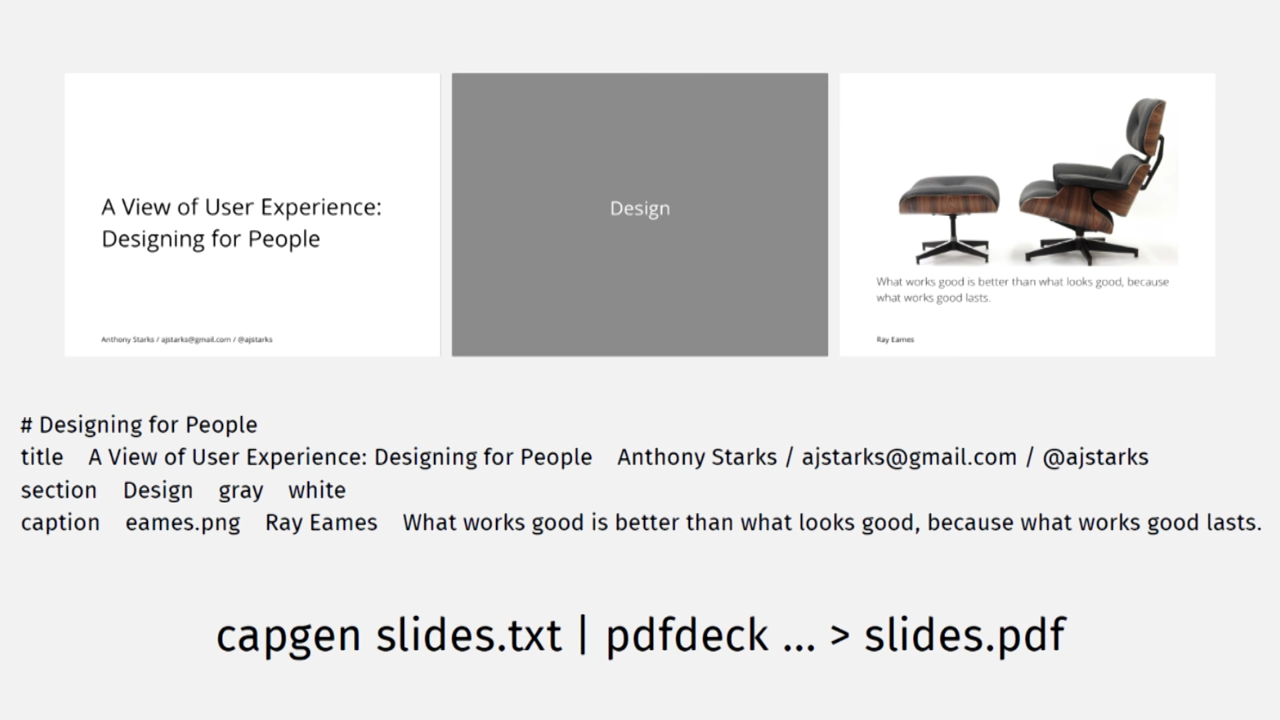 A View of User Experience:
Designing for People
Anthony Starks / ajstarks@gmail.com / @ajstarks
Design
What works good is better than what looks good, because
what works good lasts.
Ray Eames
# Designing for People
title A View of User Experience: Designing for People Anthony Starks / ajstarks@gmail.com / @ajstarks
section Design gray white
caption eames.png Ray Eames What works good is better than what looks good, because what works good lasts.
capgen slides.txt | pdfdeck ... > slides.pdf